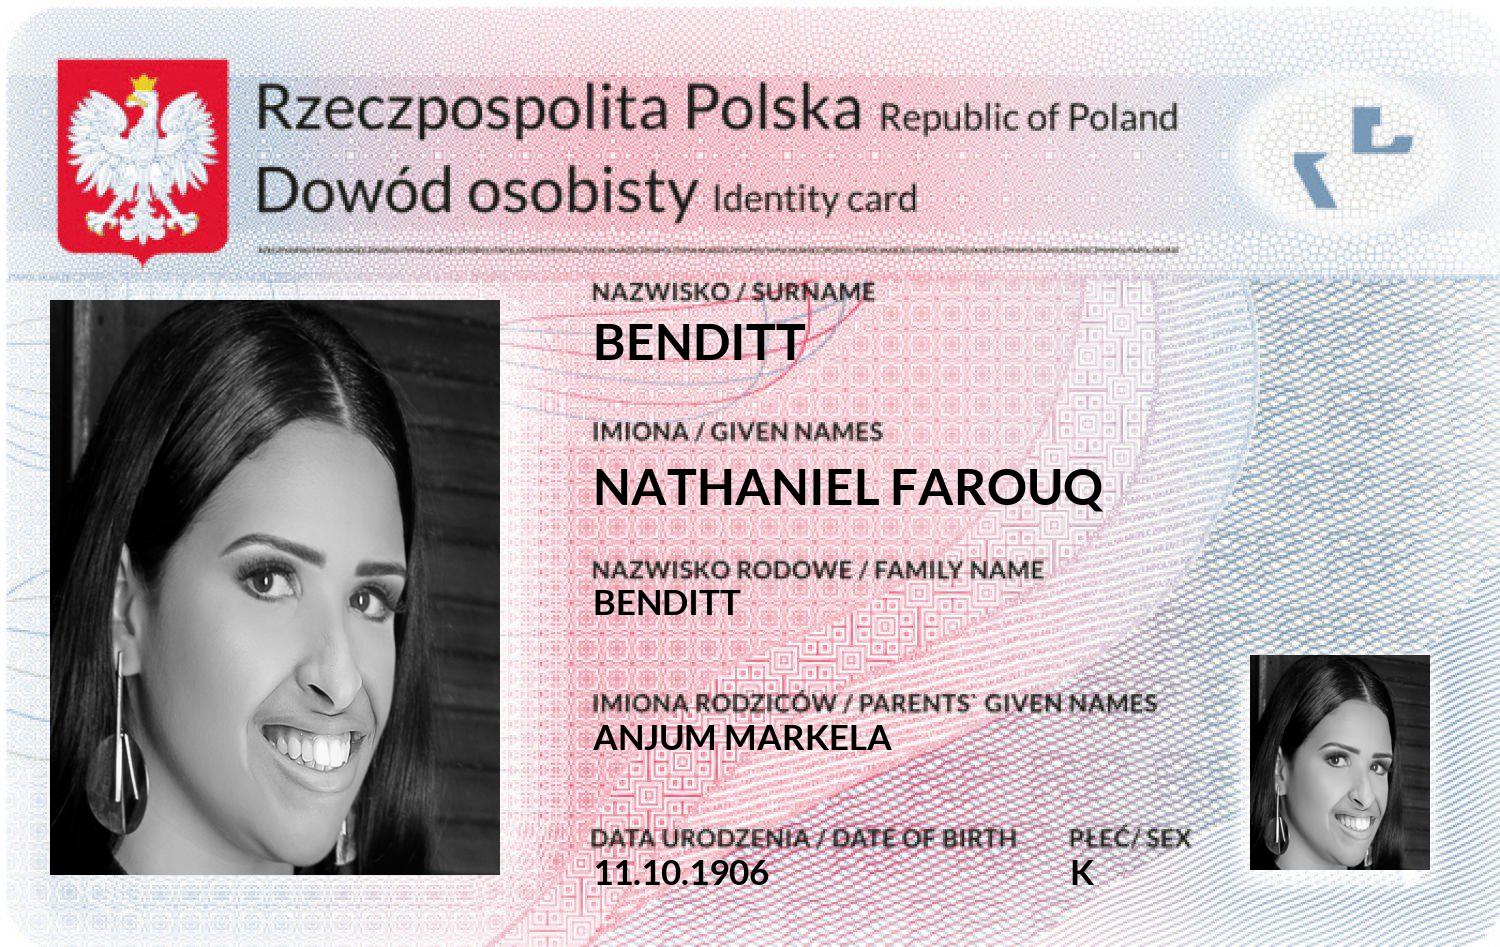 Rzeczpospolita Polska Republic of Poland
Dowód osobisty Identity card
NAZWISKO / SURNAME
BENDITT
IMIONA / GIVEN NAMES
NATHANIEL FAROUQ
NAZWISKO RODOWE / FAMILY NAME
BENDITT
IMIONA RODZICÓW / PARENTS` GIVEN NAMES
ANJUM MARKELA
DATA URODZENIA / DATE OF BIRTH PŁEĆ/ SEX
11.10.1906 K